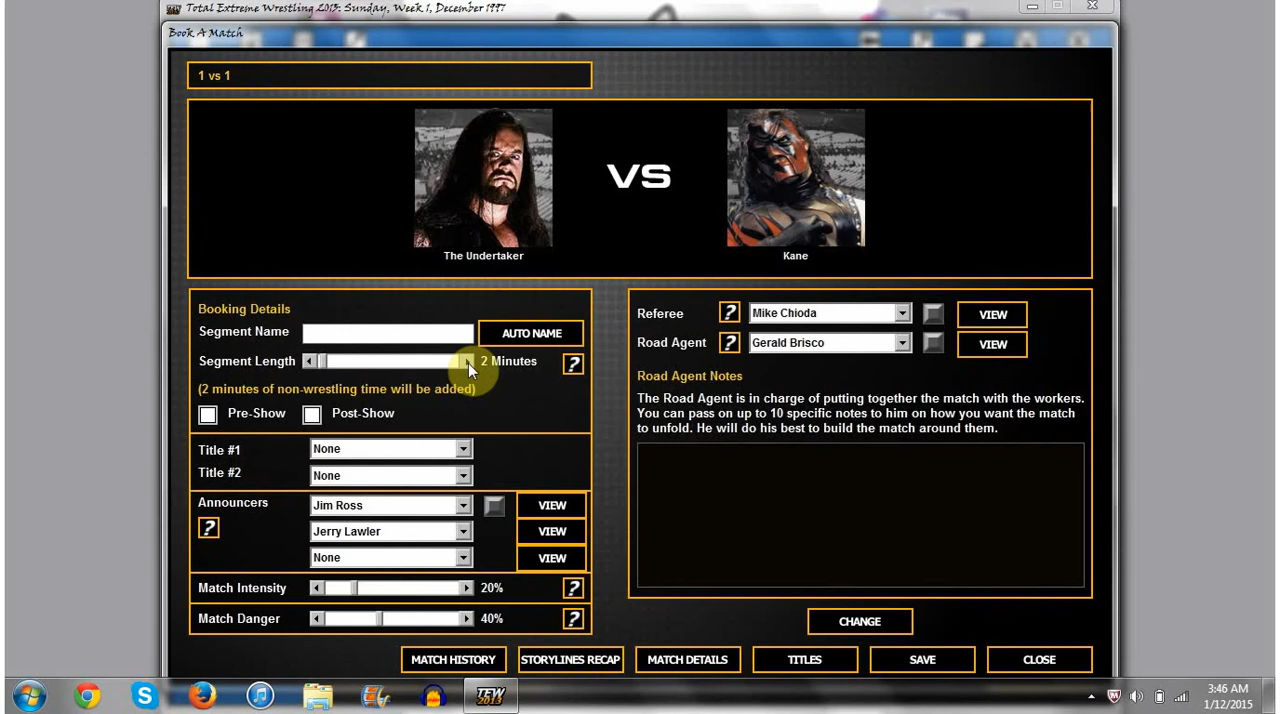 Total Extreme Wrestling 2013: Sunday, Week 1, December 1997
Book A Match
1 vs 1
VS
The Undertaker
Kane
Booking Details
Segment Name
AUTO NAME
Segment Length
2 Minutes
?
(2 minutes of non-wrestling time will be added)
Pre-Show
Post-Show
Title #1
None
Title #2
None
Announcers
?
Jim Ross
VIEW
Jerry Lawler
VIEW
None
VIEW
Match Intensity
20%
?
Match Danger
40%
?
Referee
?
Mike Chioda
VIEW
Road Agent
?
Gerald Brisco
VIEW
Road Agent Notes
The Road Agent is in charge of putting together the match with the workers.
You can pass on up to 10 specific notes to him on how you want the match
to unfold. He will do his best to build the match around them.
CHANGE
MATCH HISTORY
STORYLINES RECAP
MATCH DETAILS
TITLES
SAVE
CLOSE
TEW
2013
3:46 AM
1/12/2015